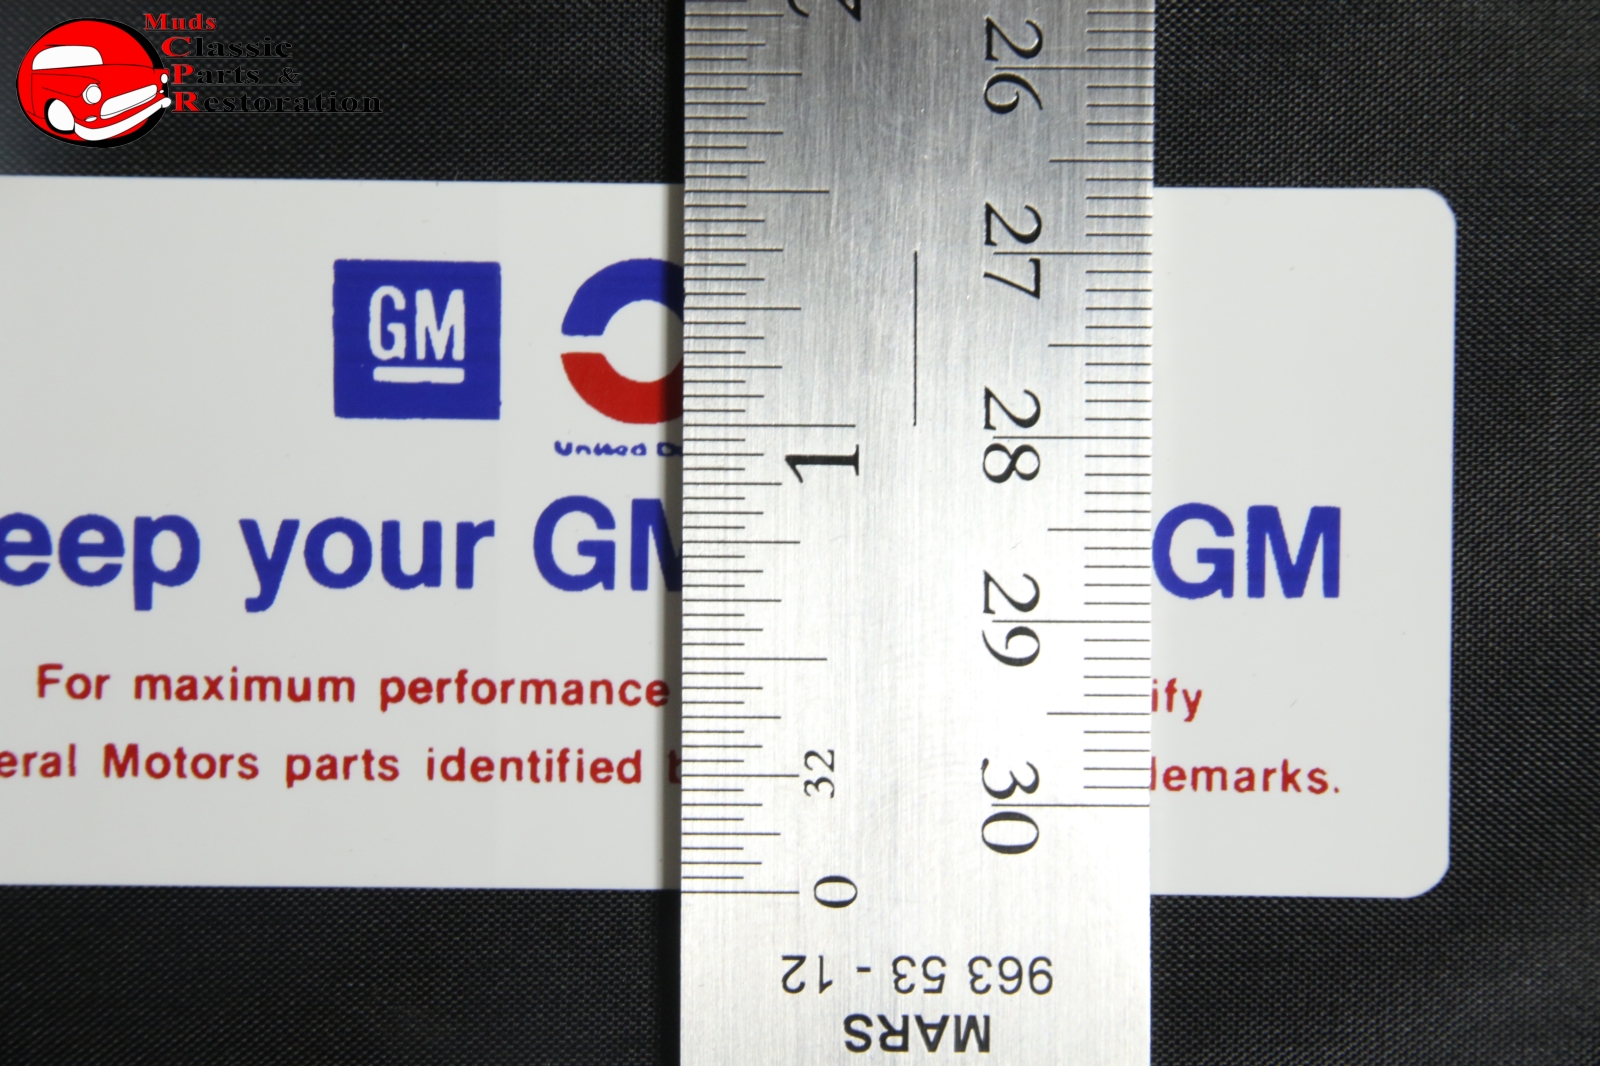 Muds
Classic
Parts &
Restoration
GM
United D
eep your GM GM
For maximum performance ify
eral Motors parts identified demarks.
26
27
28
29
30
1
32
0
963 53 - 12
MARS